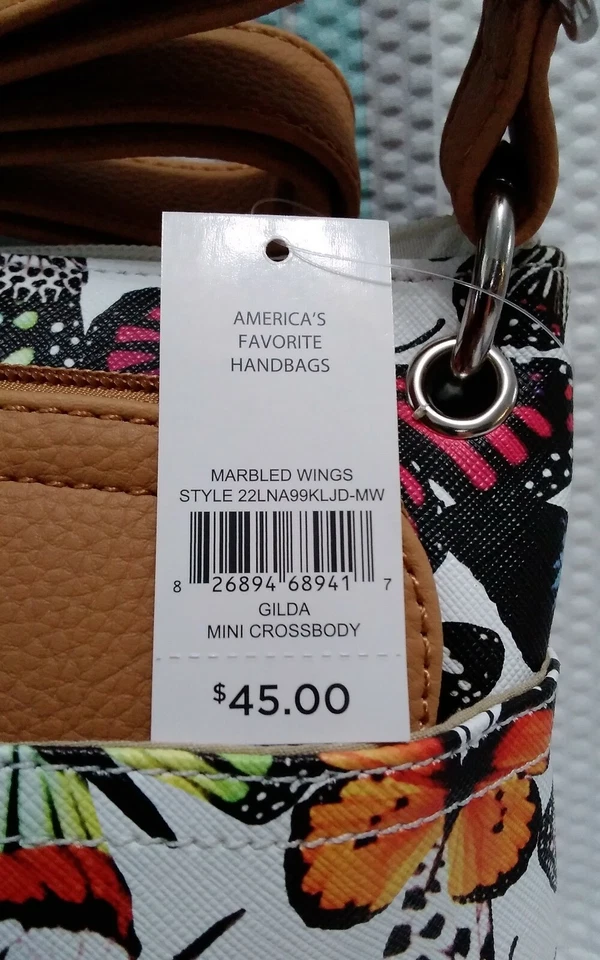 AMERICA'S
FAVORITE
HANDBAGS
MARBLED WINGS
STYLE 22LNA99KLJD-MW
8 26894 68941 7
GILDA
MINI CROSSBODY
$45.00